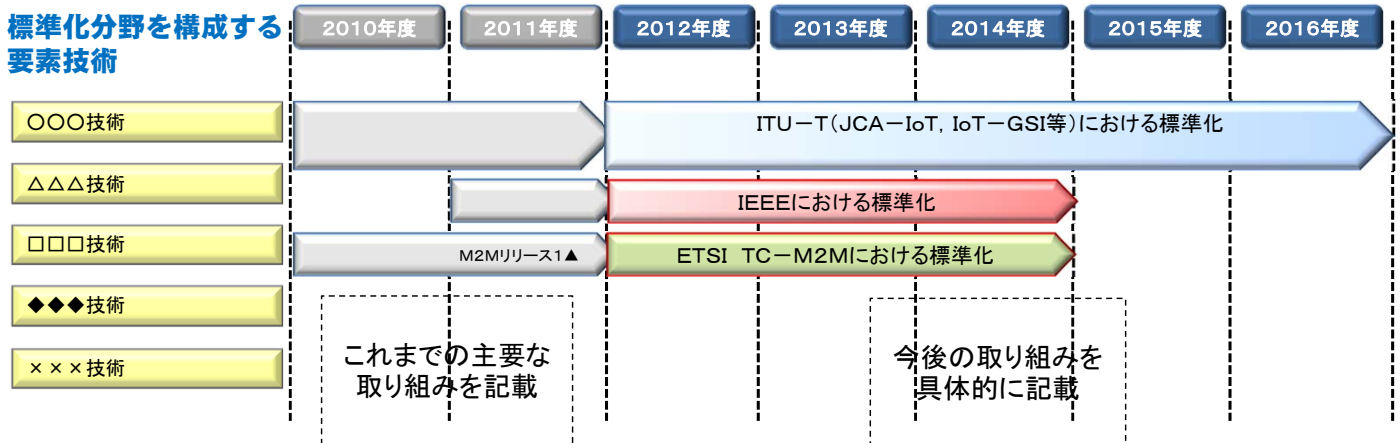 標準化分野を構成する
要素技術
2010年度
2011年度
2012年度
2013年度
2014年度
2015年度
2016年度
○○○技術
ITU－T(JCA－IoT, IoT－GSI等)における標準化
△△△技術
IEEEにおける標準化
□□□技術
M2Mリリース1▲
ETSI TC－M2Mにおける標準化
◆◆◆技術
×××技術
これまでの主要な
取り組みを記載
今後の取り組みを
具体的に記載